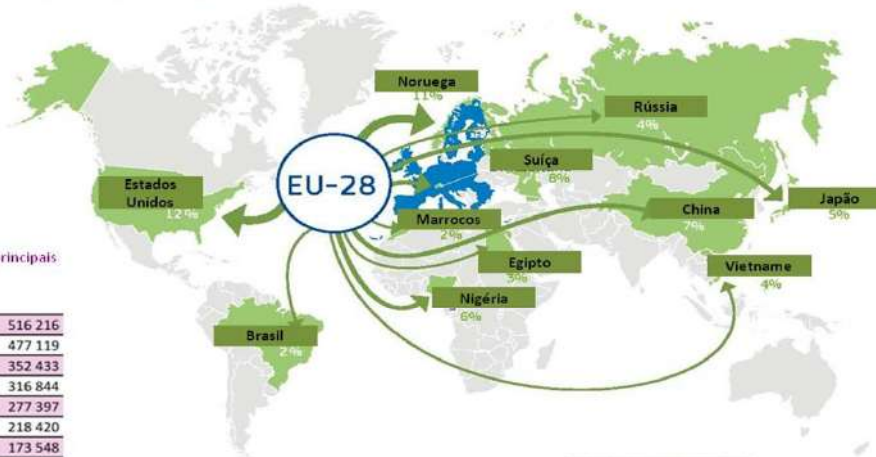 Noruega
11%
Rússia
4%
EU-28
Suíça
8%
Estados
Unidos
12%
Marrocos
2%
China
7%
Japão
5%
Egipto
3%
Vietname
4%
Nigéria
6%
Brasil
2%
rincipais
516 216
477 119
352 433
316 844
277 397
218 420
173 548